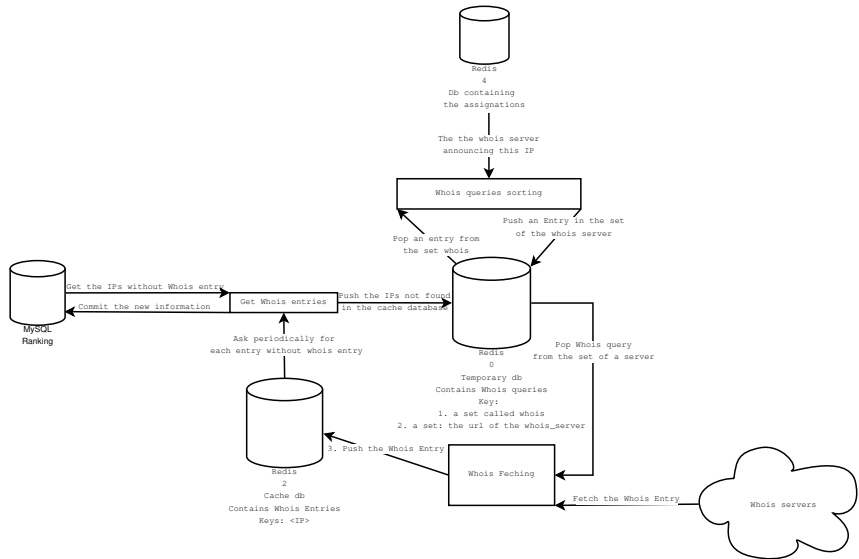 Redis
4
Db containing
the assignations
The the whois server
announcing this IP
Whois queries sorting
Pop an entry from
the set whois
Push an Entry in the set
of the whois server
Get the IPs without Whois entry
Commit the new information
MySQL
Ranking
Get Whois entries
Push the IPs not found
in the cache database
Ask periodically for
each entry without whois entry
Redis
0
Temporary db
Contains Whois queries
Key:
1. a set called whois
2. a set: the url of the whois_server
Pop Whois query
from the set of a server
Redis
2
Cache db
Contains Whois Entries
Keys: <IP>
3. Push the Whois Entry
Whois Feching
Fetch the Whois Entry
Whois servers